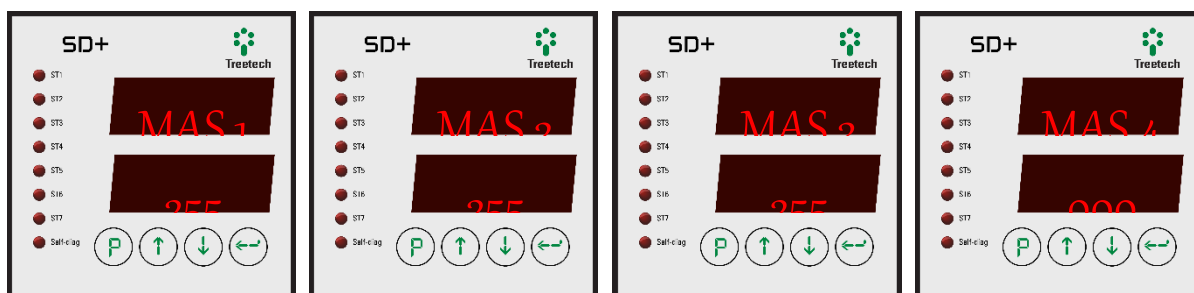 SD+
Treetech
ST1
MAS 1
ST2
ST3
ST4
ST5
ST6
ST7
Self-diag
P
SD+
Treetech
ST1
MAS
ST2
ST3
ST4
ST5
ST6
ST7
Self-diag
P
SD+
Treetech
ST1
MAS
ST2
ST3
ST4
ST5
ST6
ST7
Self-diag
P
SD+
Treetech
ST1
MAS 4
ST2
ST3
ST4
ST5
ST6
ST7
Self-diag
P